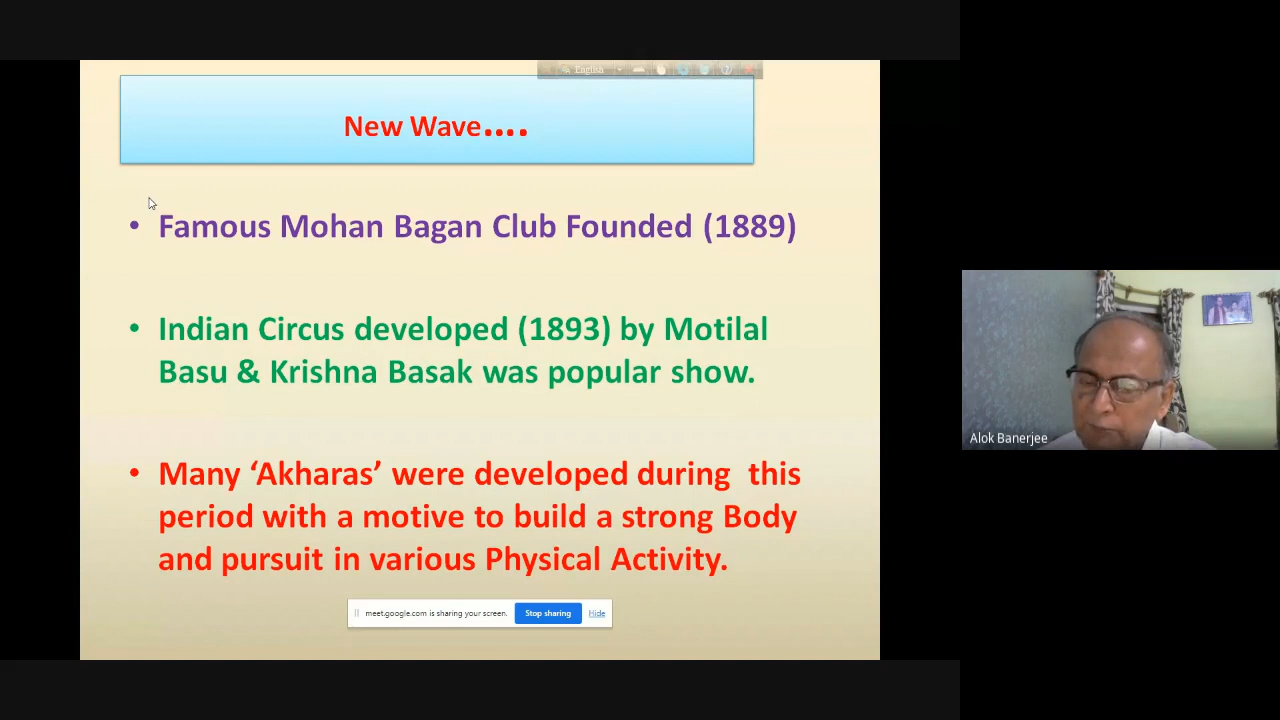 English
New Wave....
• Famous Mohan Bagan Club Founded (1889)
• Indian Circus developed (1893) by Motilal
Basu & Krishna Basak was popular show.
• Many ‘Akharas’ were developed during  this
period with a motive to build a strong Body
and pursuit in various Physical Activity.
meet.google.com is sharing your screen.
Stop sharing
Hide
Alok Banerjee